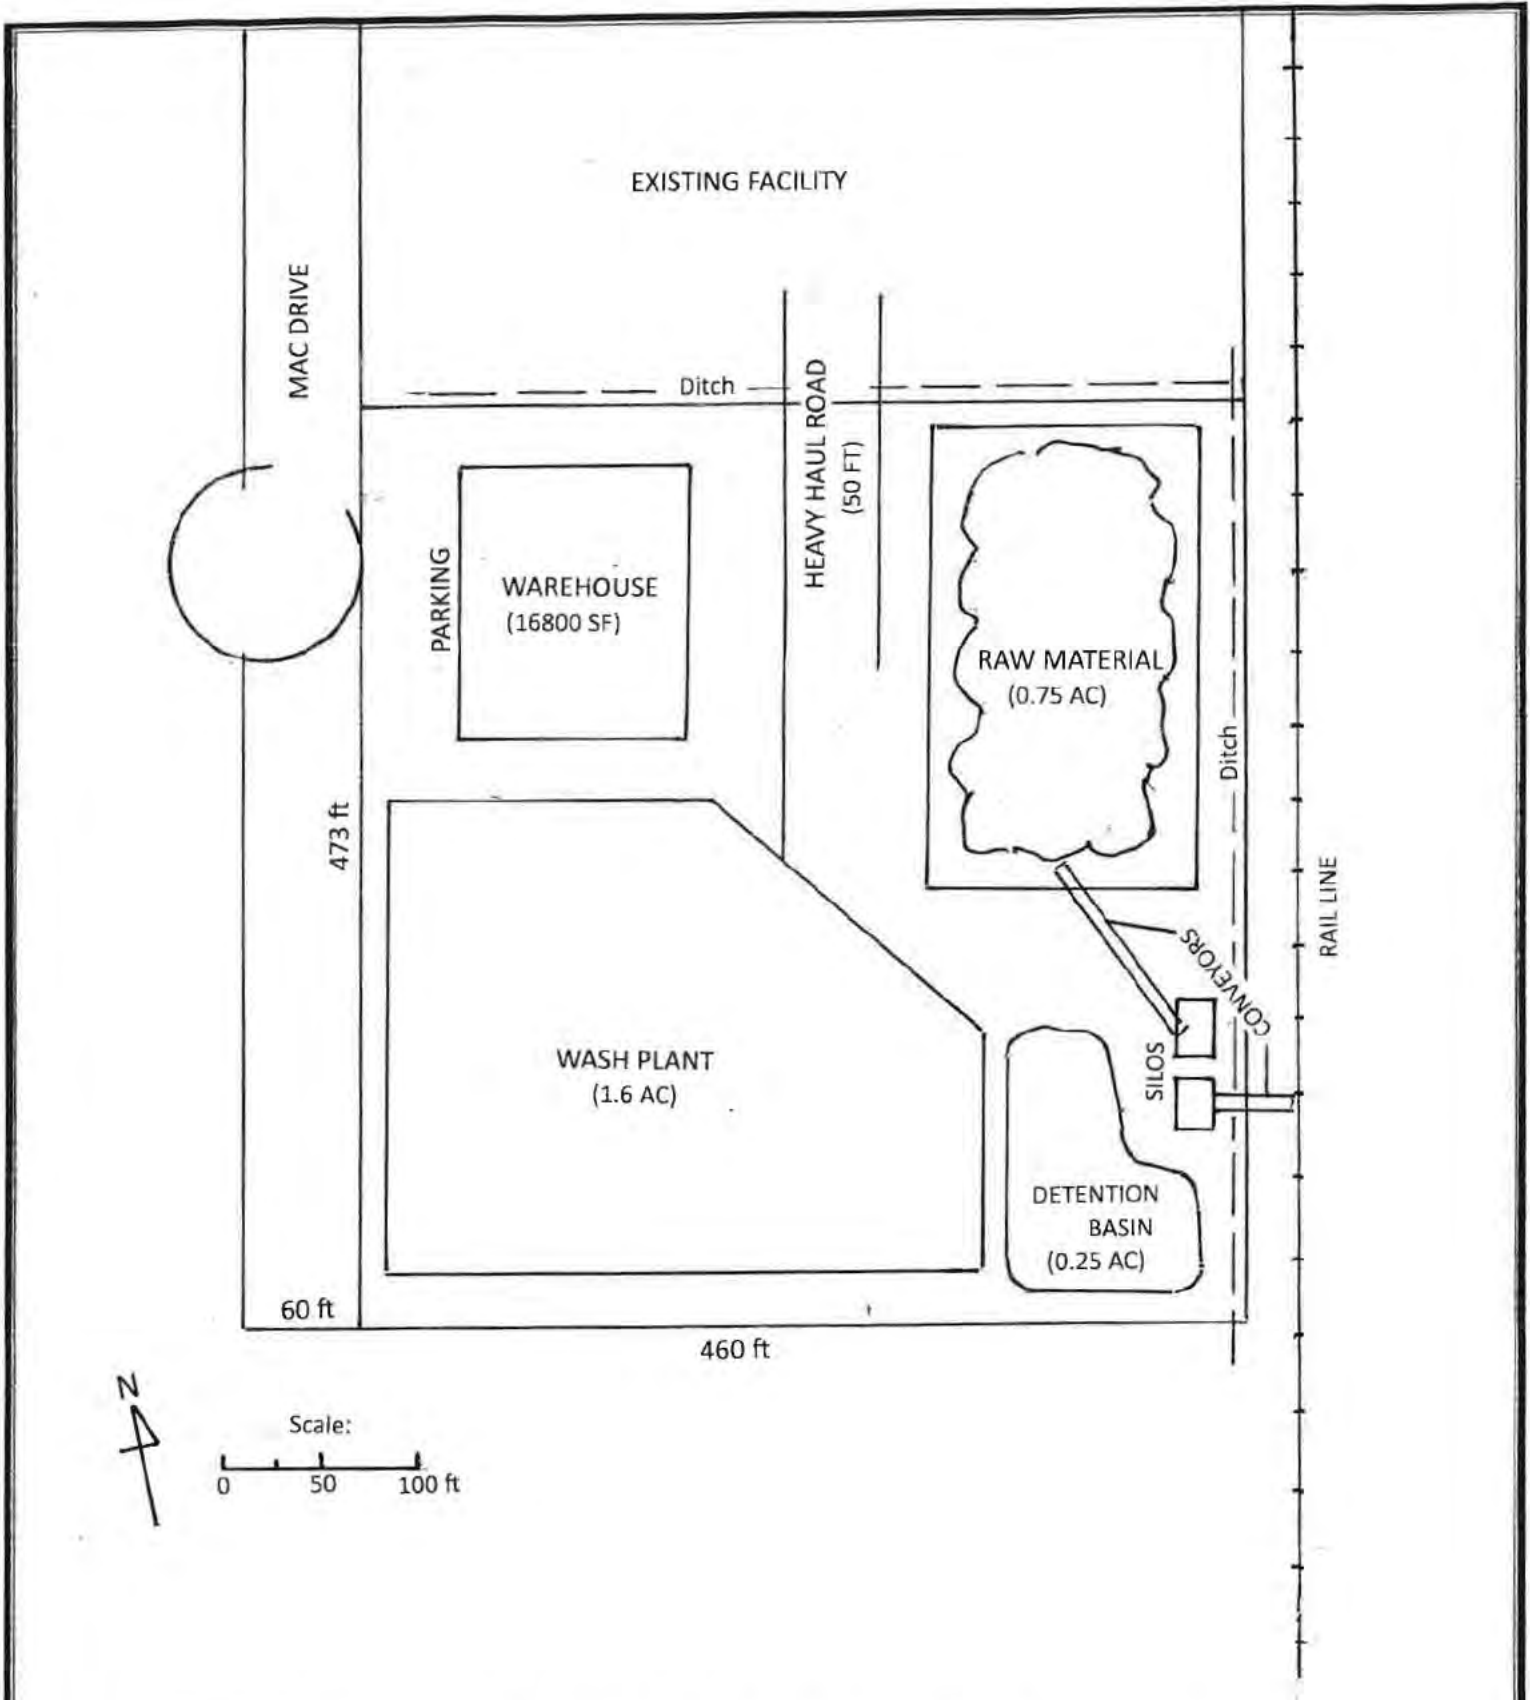 EXISTING FACILITY
MAC DRIVE
Ditch
HEAVY HAUL ROAD
(50 FT)
PARKING
WAREHOUSE
(16800 SF)
RAW MATERIAL
(0.75 AC)
Ditch
473 ft
RAIL LINE
CONVEYORS
SILOS
WASH PLANT
(1.6 AC)
DETENTION
BASIN
(0.25 AC)
60 ft
460 ft
N
Scale:
0 50 100 ft